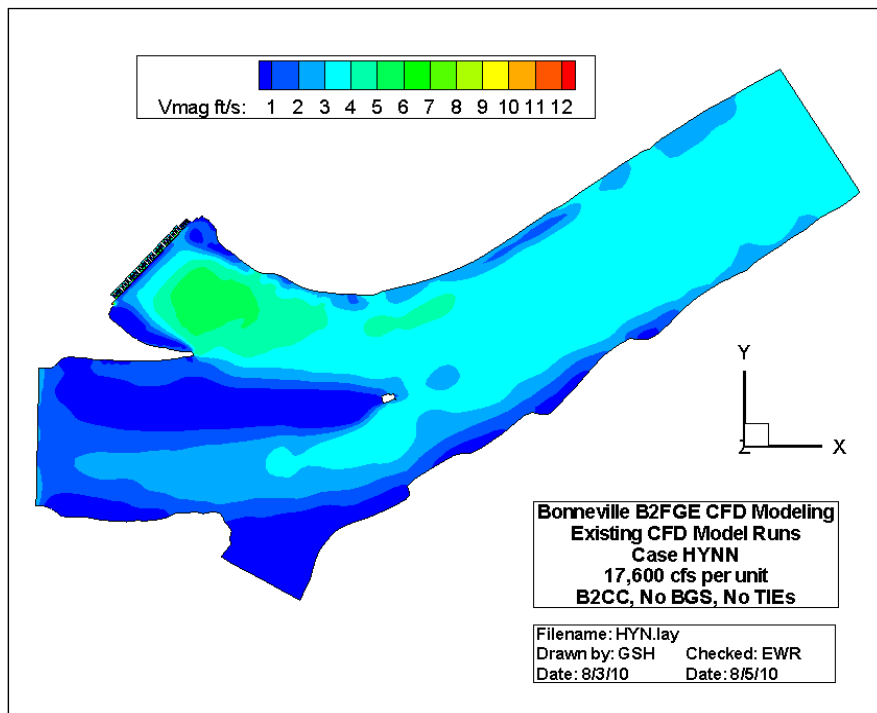 Vmag ft/s: 1 2 3 4 5 6 7 8 9 10 11 12
Y
Z X
Bonneville B2FGE CFD Modeling
Existing CFD Model Runs
Case HYNN
17,600 cfs per unit
B2CC, No BGS, No TIEs
Filename: HYN.lay
Drawn by: GSH Checked: EWR
Date: 8/3/10 Date: 8/5/10